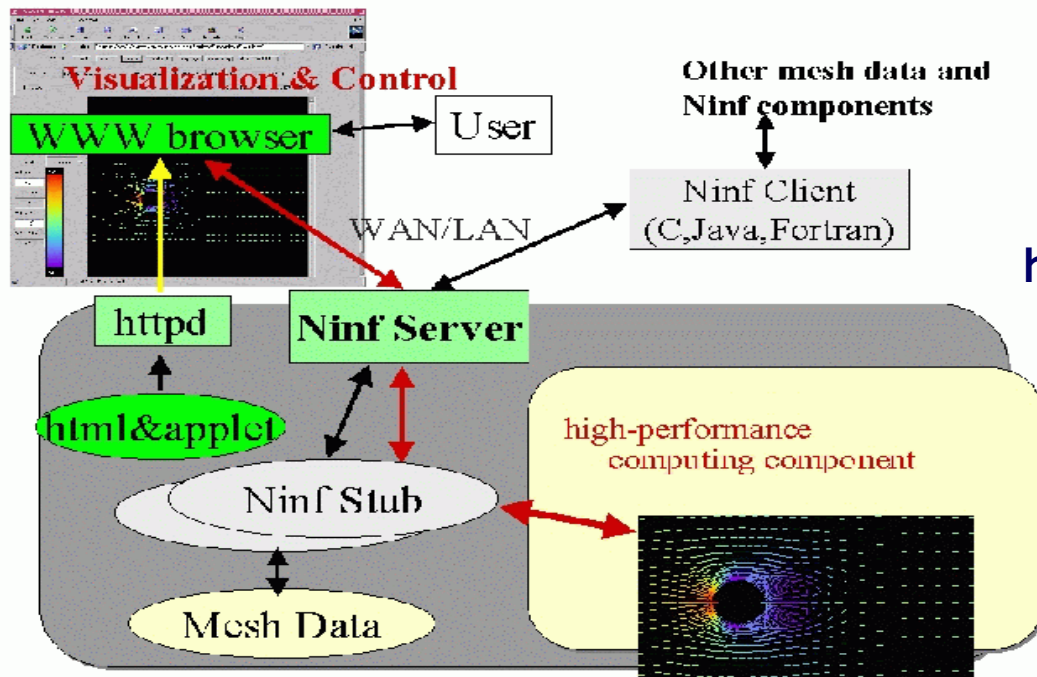 Visualization & Control
WWW browser
User
Other mesh data and
Ninf components
Ninf Client
(C,Java,Fortran)
WAN/LAN
h
httpd
Ninf Server
html&applet
high-performance
computing component
Ninf Stub
Mesh Data